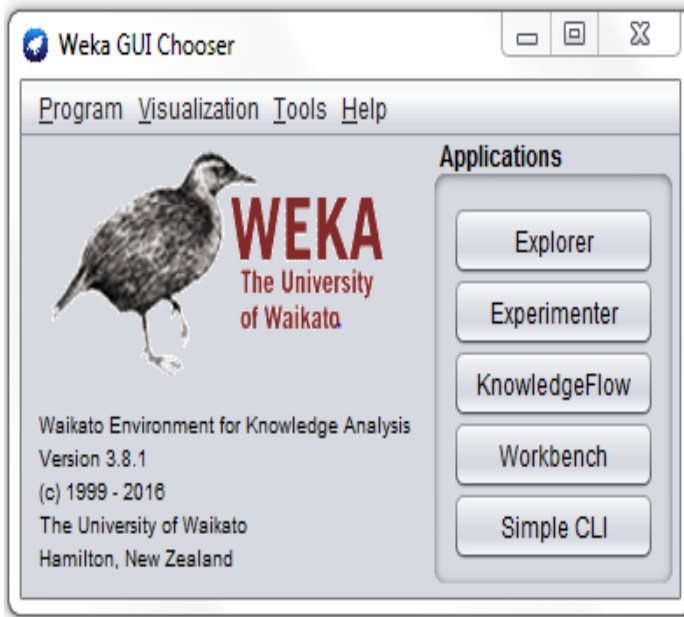 Weka GUI Chooser
Program Visualization Tools Help
WEKA
The University
of Waikato
Waikato Environment for Knowledge Analysis
Version 3.8.1
(c) 1999 - 2016
The University of Waikato
Hamilton, New Zealand
Applications
Explorer
Experimenter
KnowledgeFlow
Workbench
Simple CLI